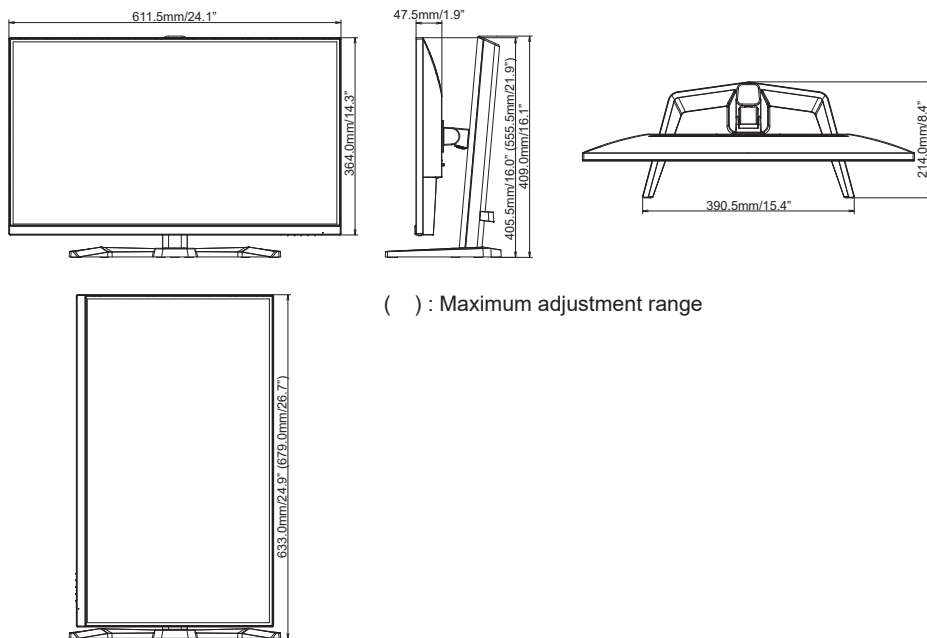 611.5mm/24.1”
47.5mm/1.9”
364.0mm/14.3”
405.5mm/16.0” (555.5mm/21.9”)
409.0mm/16.1”
214.0mm/8.4”
390.5mm/15.4”
( ) : Maximum adjustment range
633.0mm/24.9” (679.0mm/26.7”)